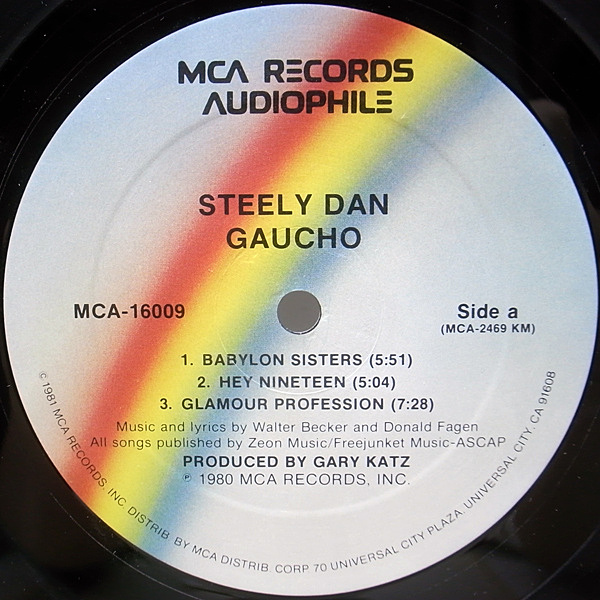 MCA RECORDS
AUDIOPHILE
STEELY DAN
GAUCHO
MCA-16009
Side a
(MCA-2469 KM)
1. BABYLON SISTERS (5:51)
2. HEY NINETEEN (5:04)
3. GLAMOUR PROFESSION (7:28)
Music and lyrics by Walter Becker and Donald Fagen
All songs published by Zeon Music/Freejunket Music-ASCAP
PRODUCED BY GARY KATZ
℗ 1980 MCA RECORDS, INC.
© 1981 MCA RECORDS, INC. DISTRIB. BY MCA DISTRIB. CORP 70 UNIVERSAL CITY PLAZA, UNIVERSAL CITY, CA 91608